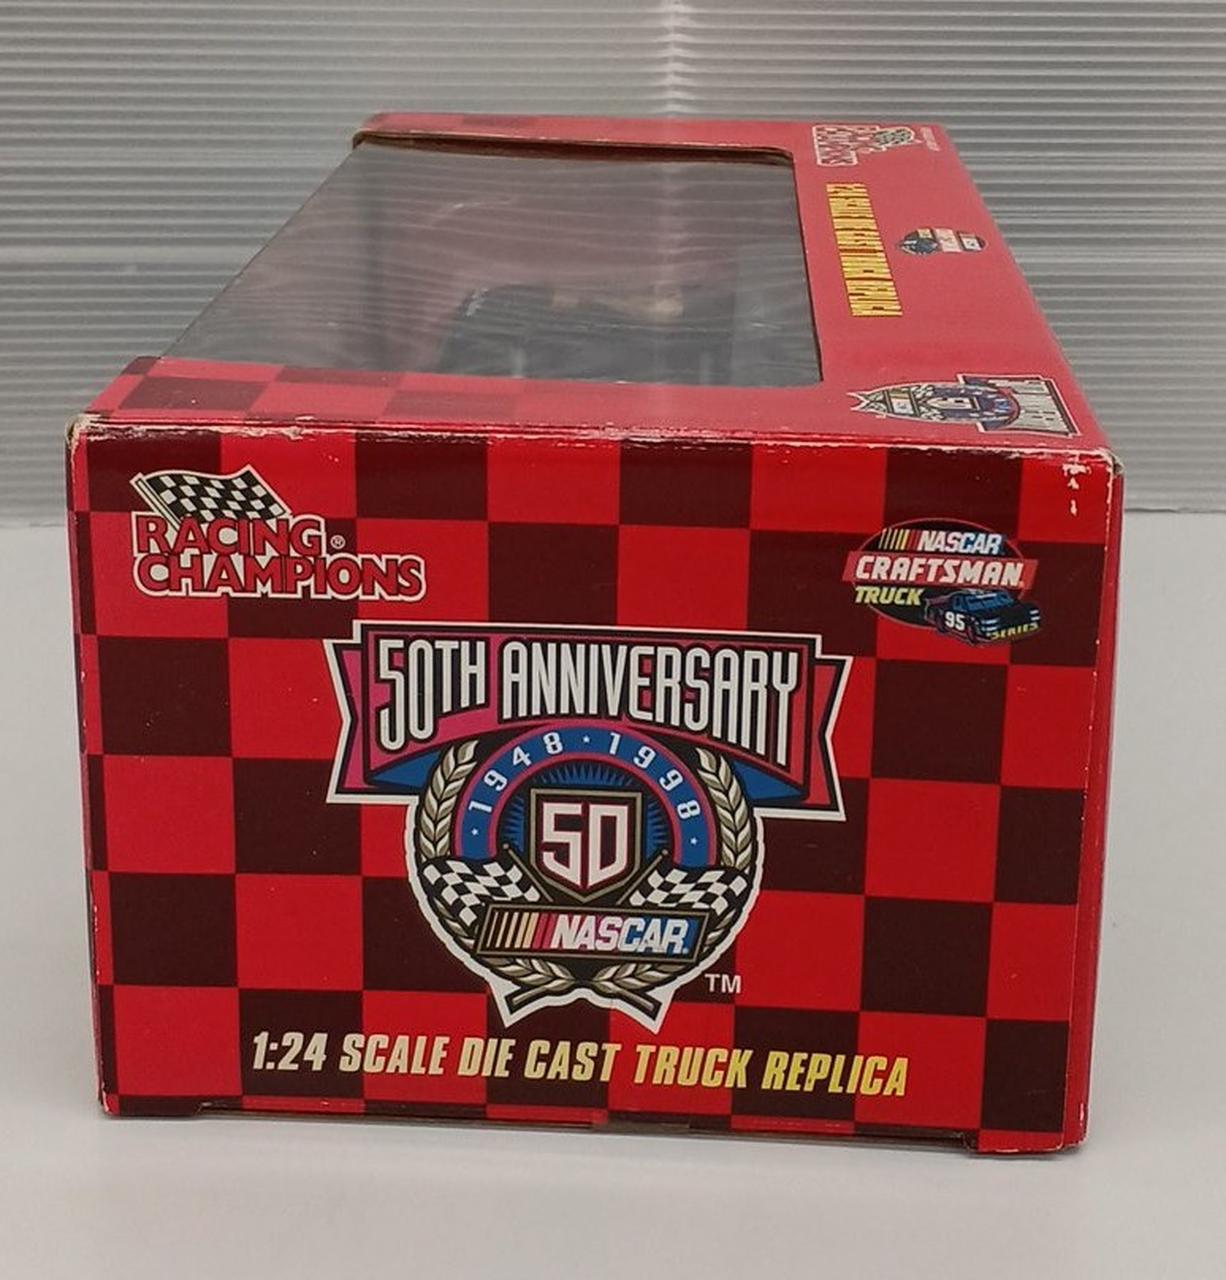 RACING®
CHAMPIONS
NASCAR
CRAFTSMAN
TRUCK
95
SERIES
50TH ANNIVERSARY
1948 · 1998
50
NASCAR®
TM
1:24 SCALE DIE CAST TRUCK REPLICA